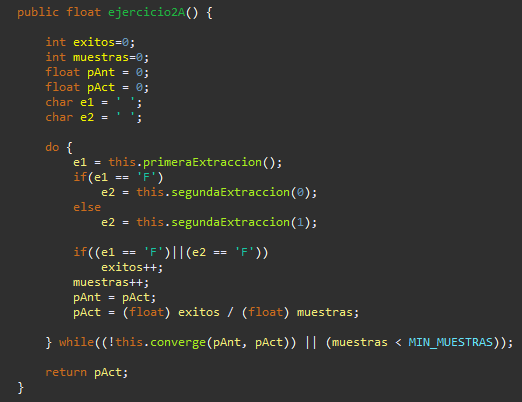 public float ejercicio2A() {
int exitos=0;
int muestras=0;
float pAnt = 0;
float pAct = 0;
char e1 = ' ';
char e2 = ' ';
do {
e1 = this.primeraExtraccion();
if(e1 == 'F')
e2 = this.segundaExtraccion(0);
else
e2 = this.segundaExtraccion(1);
if((e1 == 'F')||(e2 == 'F'))
exitos++;
muestras++;
pAnt = pAct;
pAct = (float) exitos / (float) muestras;
} while((!this.converge(pAnt, pAct)) || (muestras < MIN_MUESTRAS));
return pAct;
}